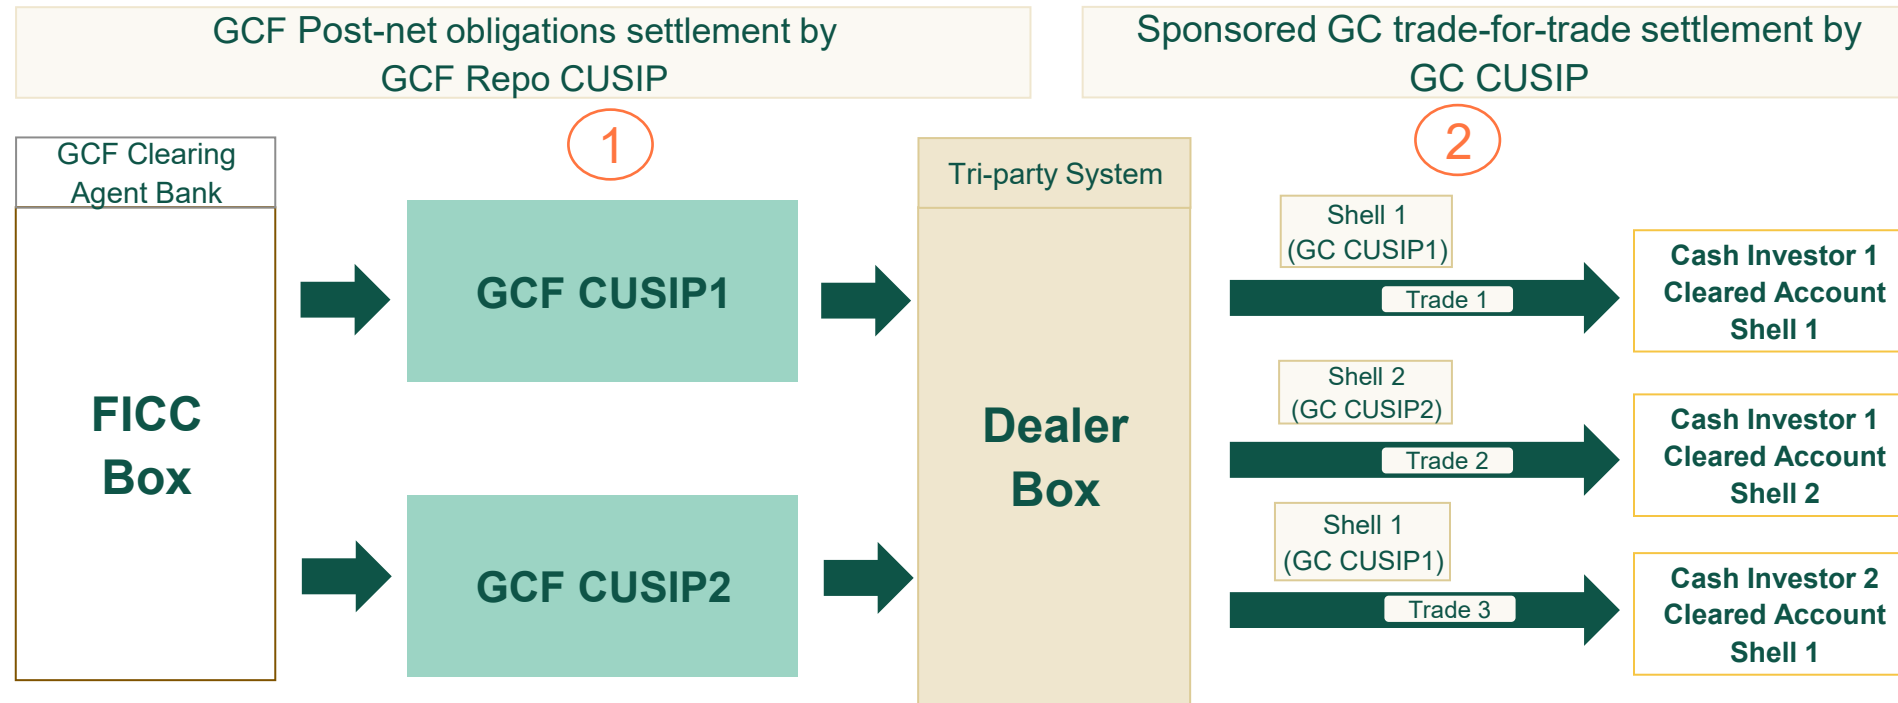 GCF Post-net obligations settlement by
GCF Repo CUSIP
Sponsored GC trade-for-trade settlement by
GC CUSIP
1
2
GCF Clearing
Agent Bank
FICC
Box
GCF CUSIP1
GCF CUSIP2
Tri-party System
Dealer
Box
Shell 1
(GC CUSIP1)
Trade 1
Cash Investor 1
Cleared Account
Shell 1
Shell 2
(GC CUSIP2)
Trade 2
Cash Investor 1
Cleared Account
Shell 2
Shell 1
(GC CUSIP1)
Trade 3
Cash Investor 2
Cleared Account
Shell 1